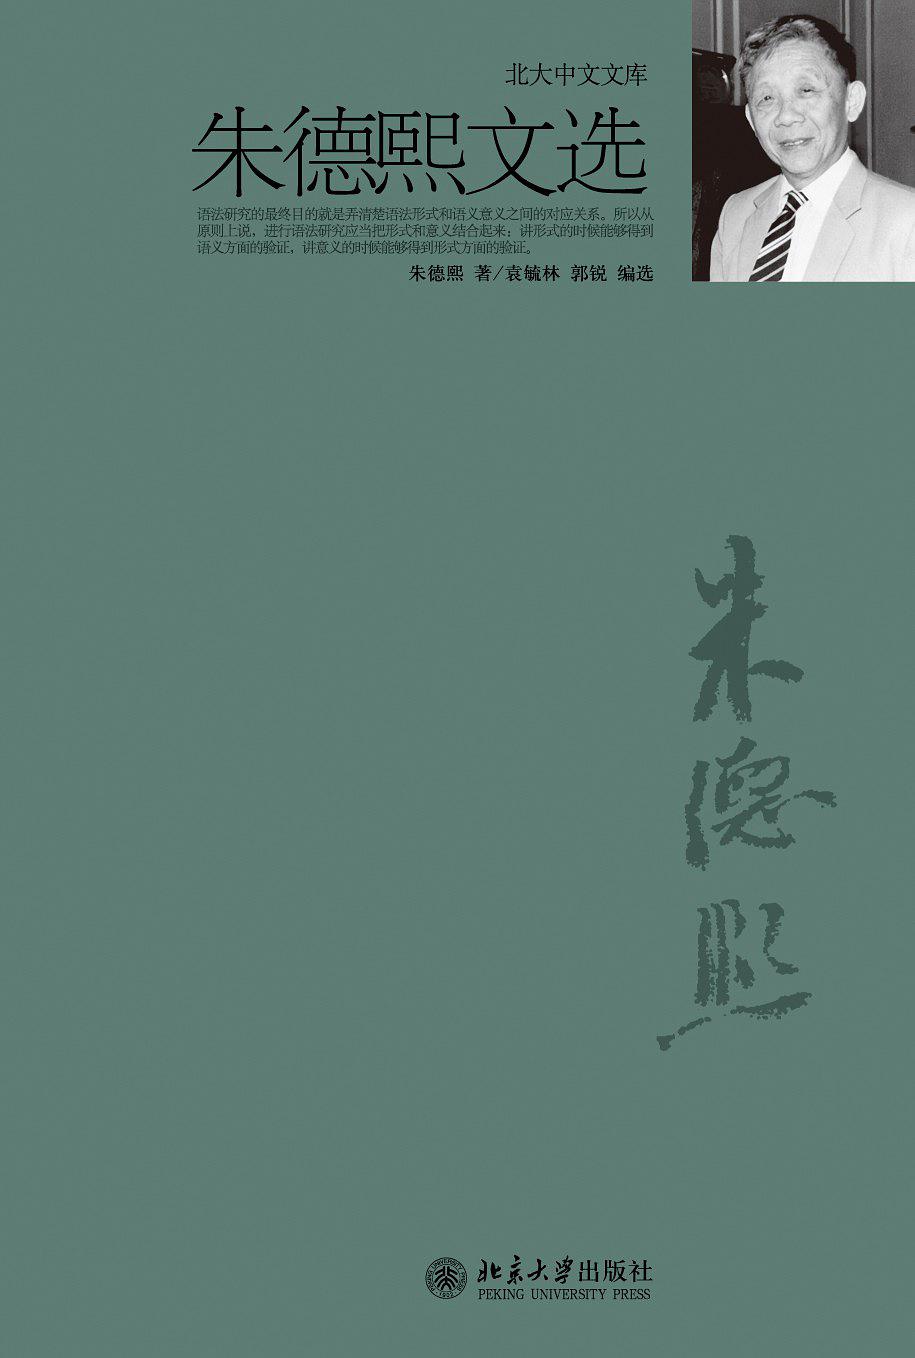 北大中文文库
朱德熙文选
语法研究的最终目的就是弄清楚语法形式和语义意义之间的对应关系。所以从
原则上说，进行语法研究应当把形式和意义结合起来；讲形式的时候能够得到
语义方面的验证，讲意义的时候能够得到形式方面的验证。
朱德熙 著/袁毓林 郭锐 编选
朱德熙
北京大学出版社
PEKING UNIVERSITY PRESS